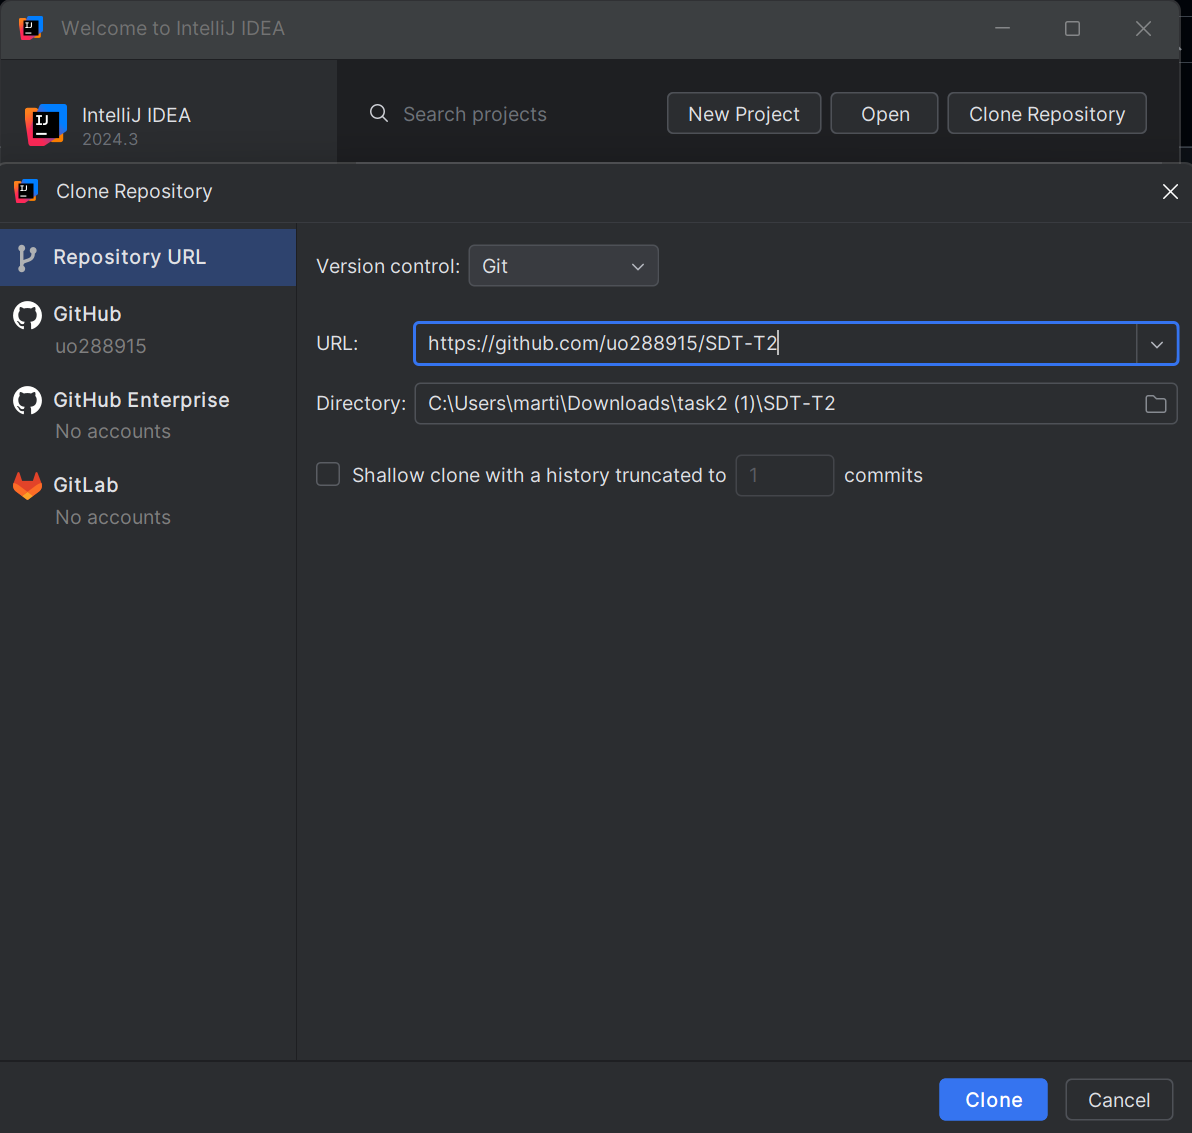 Welcome to IntelliJ IDEA
IJ
IntelliJ IDEA
2024.3
Search projects
New Project
Open
Clone Repository
Clone Repository
Repository URL
GitHub
uo288915
GitHub Enterprise
No accounts
GitLab
No accounts
Version control: Git
URL: https://github.com/uo288915/SDT-T2
Directory: C:\Users\marti\Downloads\task2 (1)\SDT-T2
Shallow clone with a history truncated to 1 commits
Clone
Cancel